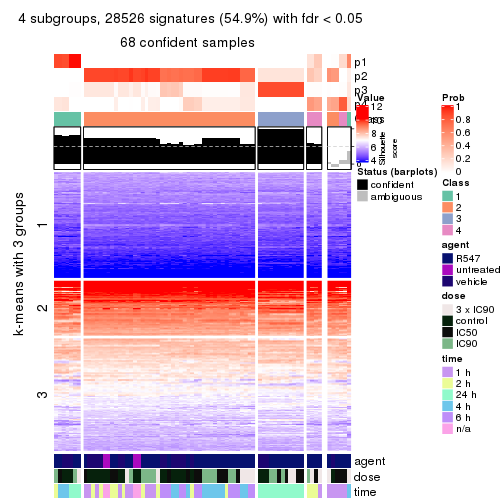 4 subgroups, 28526 signatures (54.9%) with fdr < 0.05
68 confident samples
p1
p2
p3
p4
Value
12
10
8
6
4
Silhouette
score
Status (barplots)
confident
ambiguous
Prob
1
0.8
0.6
0.4
0.2
0
Class
1
2
3
4
agent
R547
untreated
vehicle
dose
3 x IC90
control
IC50
IC90
time
1 h
2 h
24 h
4 h
6 h
n/a
k-means with 3 groups
1
2
3
agent
dose
time